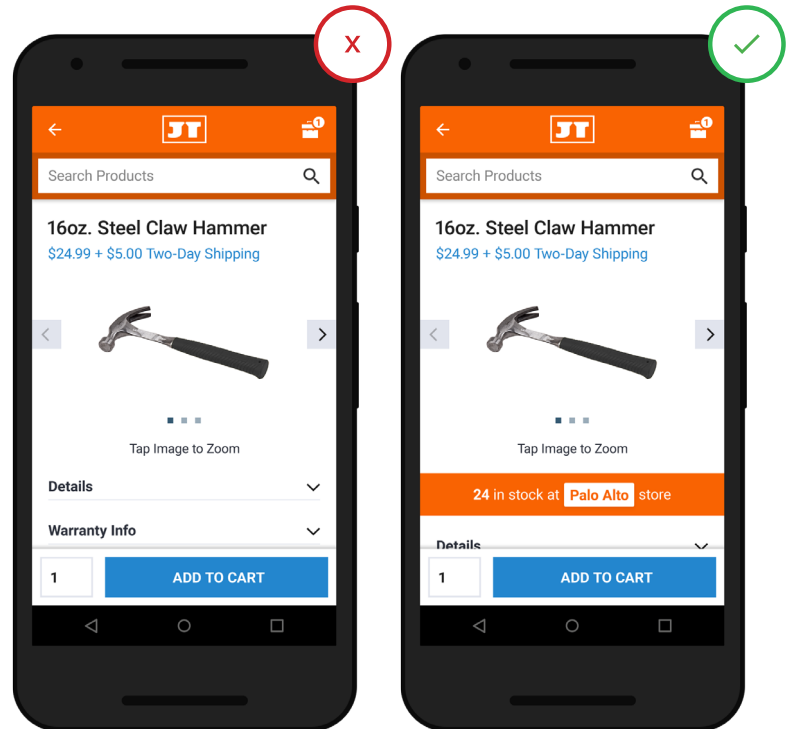 X
JT
1
Search Products
16oz. Steel Claw Hammer
$24.99 + $5.00 Two-Day Shipping
Tap Image to Zoom
Details
Warranty Info
1
ADD TO CART
JT
1
Search Products
16oz. Steel Claw Hammer
$24.99 + $5.00 Two-Day Shipping
Tap Image to Zoom
24 in stock at Palo Alto store
Details
1
ADD TO CART